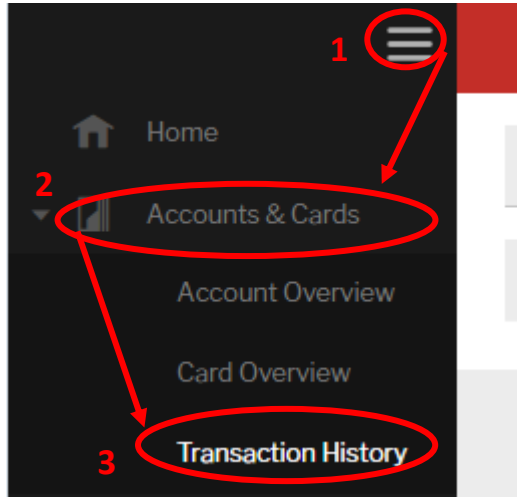 1
Home
2
Accounts & Cards
Account Overview
Card Overview
3 Transaction History